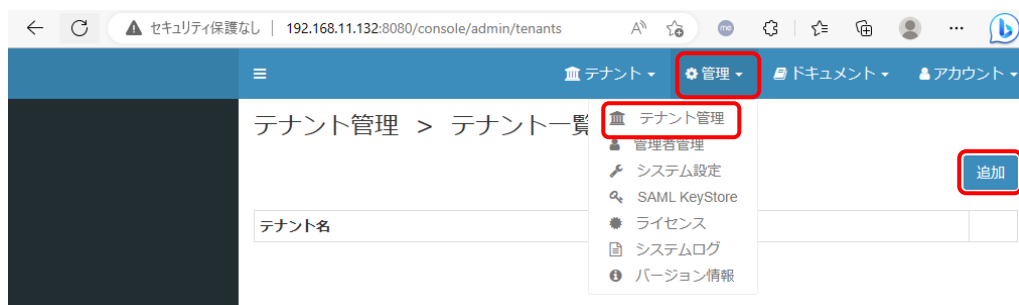 セキュリティ保護なし | 192.168.11.132:8080/console/admin/tenants
テナント 管理 ドキュメント アカウント
テナント管理 > テナント一覧
テナント管理
管理者管理
システム設定
SAML KeyStore
ライセンス
システムログ
バージョン情報
追加
テナント名